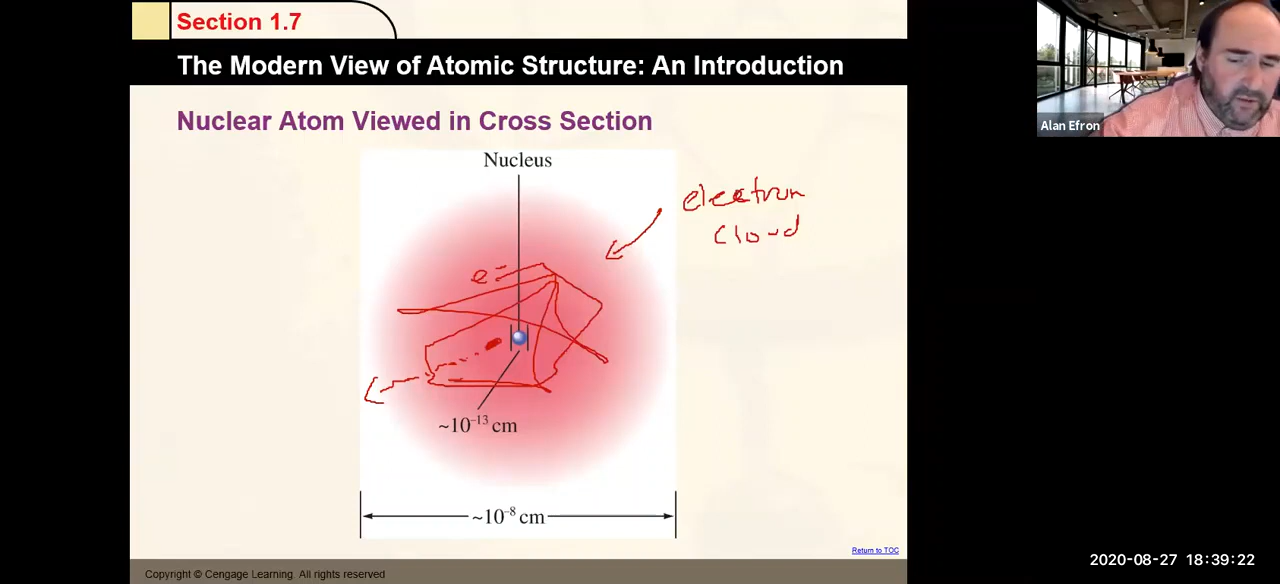 Section 1.7
The Modern View of Atomic Structure: An Introduction
Nuclear Atom Viewed in Cross Section
Nucleus
electron
cloud
e⁻
~10⁻¹³ cm
~10⁻⁸ cm
Return to TOC
Copyright © Cengage Learning. All rights reserved
Alan Efron
2020-08-27 18:39:22